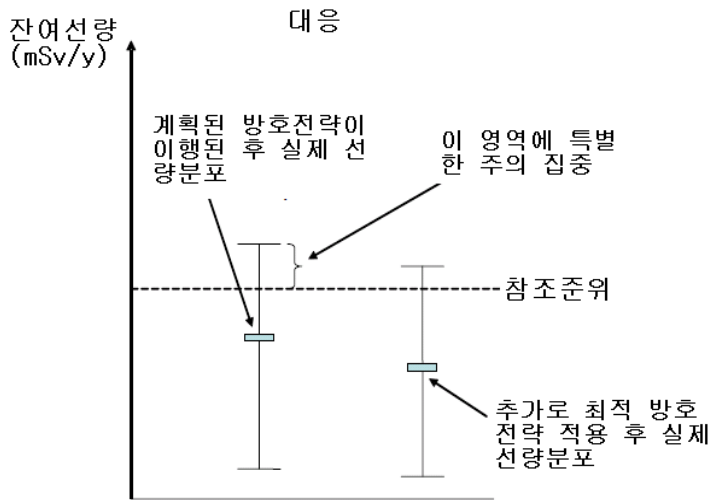 대응
잔여선량
(mSv/y)
계획된 방호전략이
이행된 후 실제 선
량분포
이 영역에 특별
한 주의 집중
참조준위
추가로 최적 방호
전략 적용 후 실제
선량분포